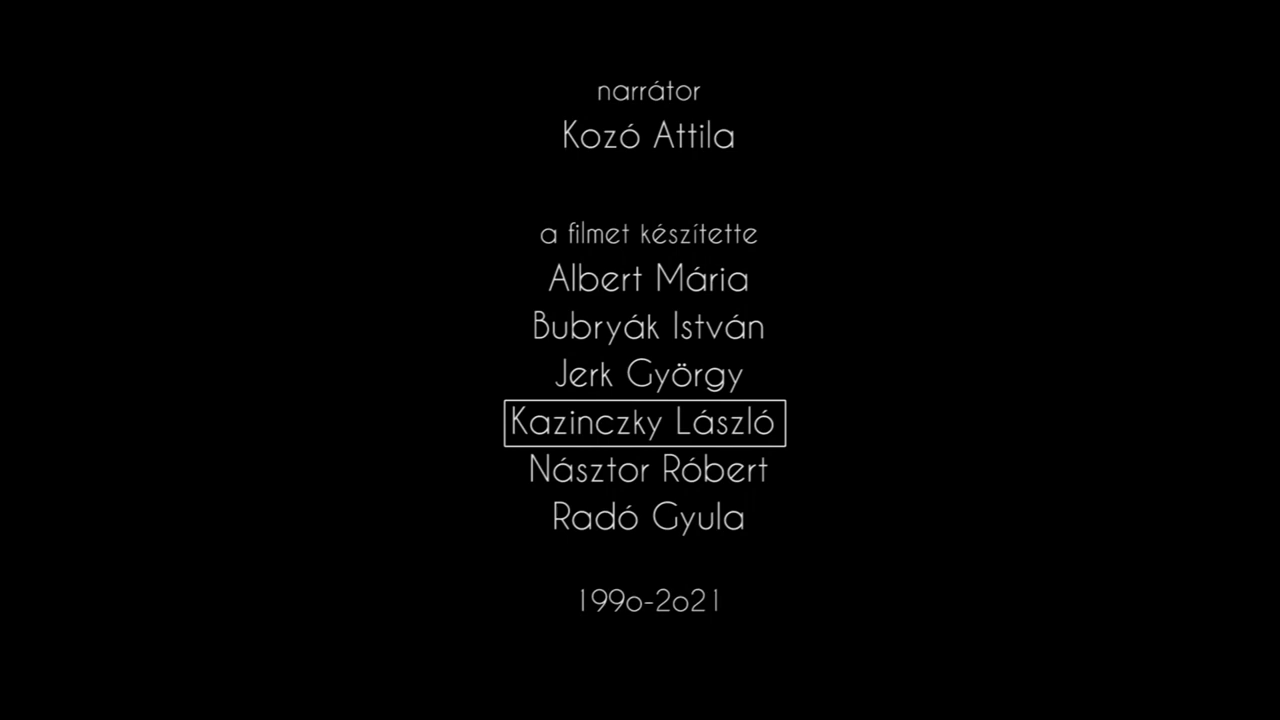 narrátor
Kozó Attila
a filmet készítette
Albert Mária
Bubryák István
Jerk György
Kazinczky László
Násztor Róbert
Radó Gyula
199o-2o21